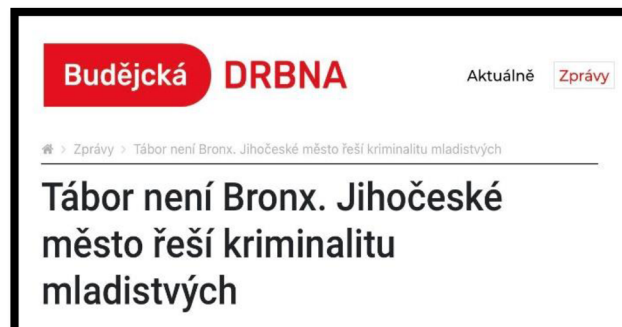 Budějcká DRBNA Aktuálně Zprávy
> Zprávy > Tábor není Bronx. Jihočeské město řeší kriminalitu mladistvých
Tábor není Bronx. Jihočeské
město řeší kriminalitu
mladistvých